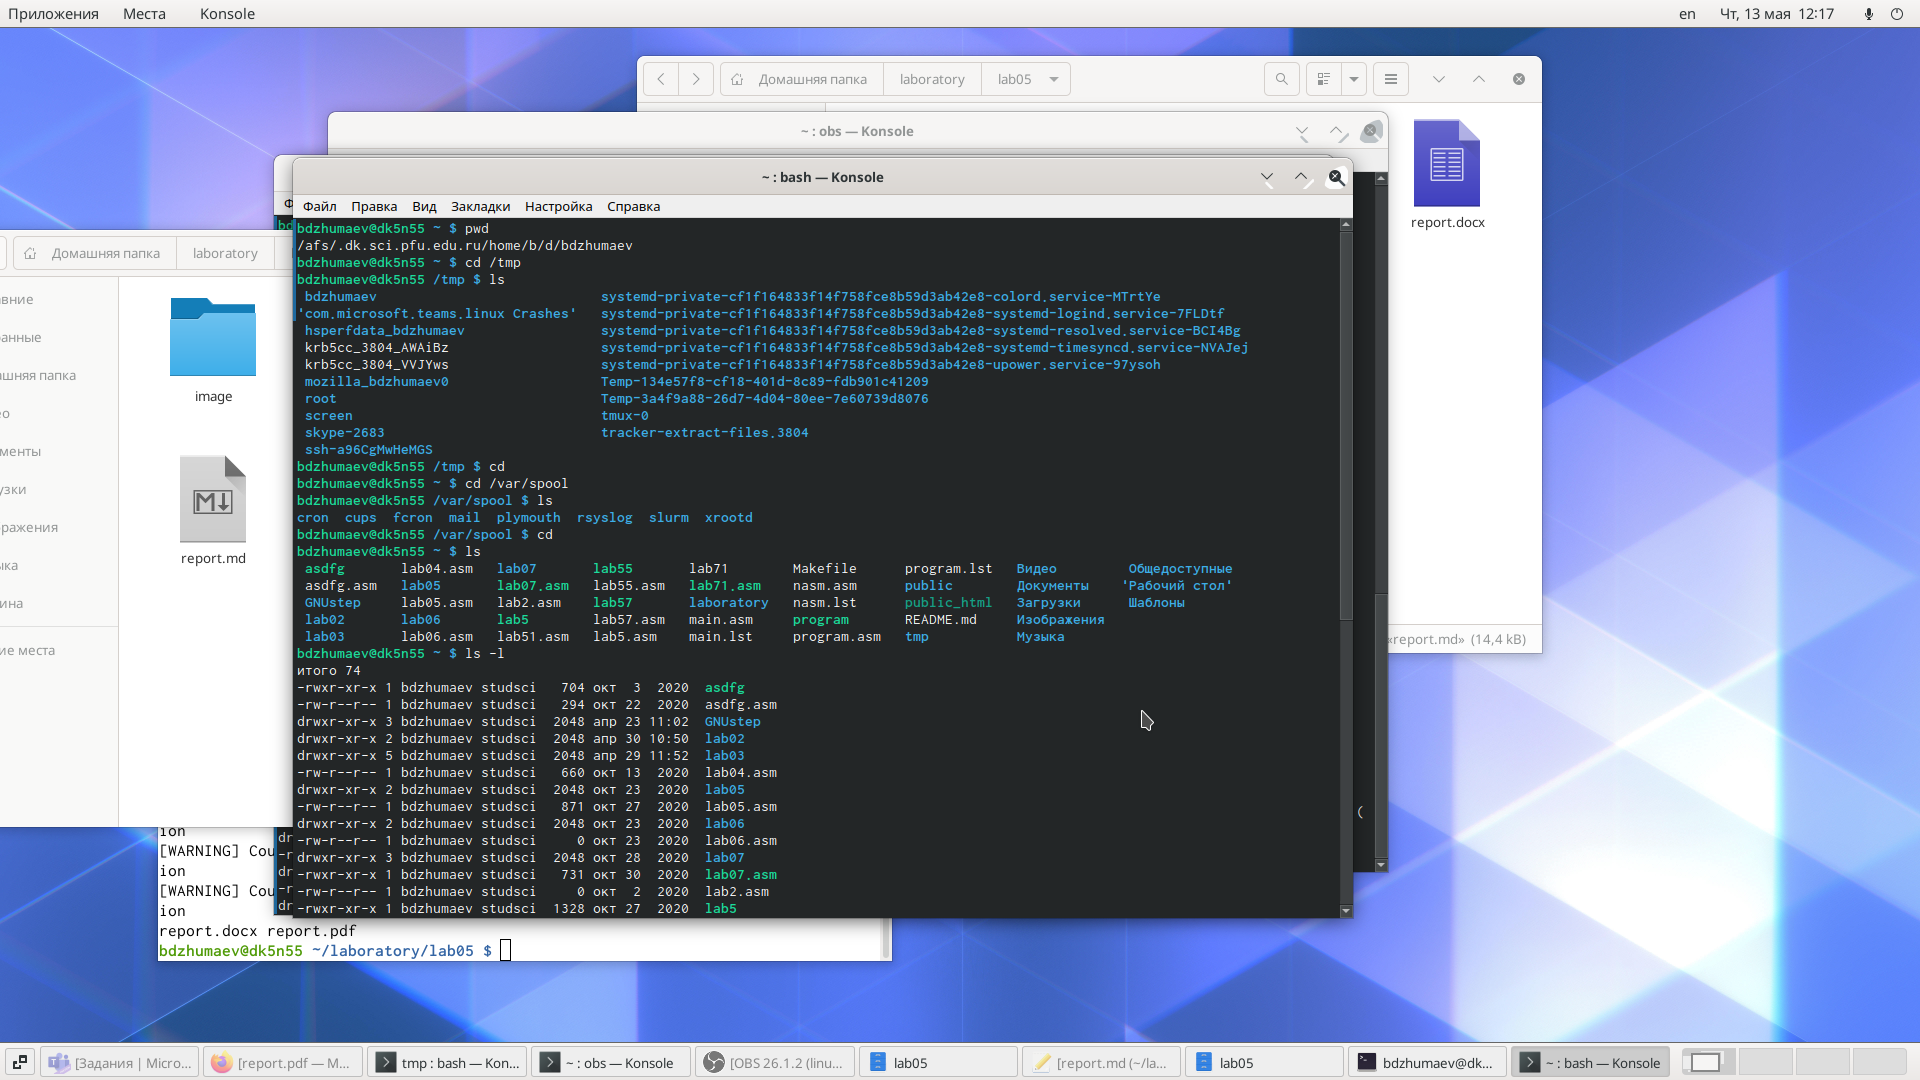 Приложения Места Konsole en Чт, 13 мая 12:17
Домашняя папка laboratory lab05
~ : obs — Konsole
report.docx
~ : bash — Konsole
Файл Правка Вид Закладки Настройка Справка
bdzhumaev@dk5n55 ~ $ pwd
/afs/.dk.sci.pfu.edu.ru/home/b/d/bdzhumaev
bdzhumaev@dk5n55 ~ $ cd /tmp
bdzhumaev@dk5n55 /tmp $ ls
bdzhumaev systemd-private-cf1f164833f14f758fce8b59d3ab42e8-colord.service-MTrtYe
'com.microsoft.teams.linux Crashes' systemd-private-cf1f164833f14f758fce8b59d3ab42e8-systemd-logind.service-7FLDtf
hsperfdata_bdzhumaev systemd-private-cf1f164833f14f758fce8b59d3ab42e8-systemd-resolved.service-BCI4Bg
krb5cc_3804_AWAiBz systemd-private-cf1f164833f14f758fce8b59d3ab42e8-systemd-timesyncd.service-NVAJej
krb5cc_3804_VVJYws systemd-private-cf1f164833f14f758fce8b59d3ab42e8-upower.service-97ysoh
mozilla_bdzhumaev0 Temp-134e57f8-cf18-401d-8c89-fdb901c41209
root Temp-3a4f9a88-26d7-4d04-80ee-7e60739d8076
screen tmux-0
skype-2683 tracker-extract-files.3804
ssh-a96CgMwHeMGS
bdzhumaev@dk5n55 /tmp $ cd
bdzhumaev@dk5n55 ~ $ cd /var/spool
bdzhumaev@dk5n55 /var/spool $ ls
cron cups fcron mail plymouth rsyslog slurm xrootd
bdzhumaev@dk5n55 /var/spool $ cd
bdzhumaev@dk5n55 ~ $ ls
asdfg lab04.asm lab07 lab55 lab71 Makefile program.lst Видео Общедоступные
asdfg.asm lab05 lab07.asm lab55.asm lab71.asm nasm.asm public Документы 'Рабочий стол'
GNUstep lab05.asm lab2.asm lab57 laboratory nasm.lst public_html Загрузки Шаблоны
lab02 lab06 lab5 lab57.asm main.asm program README.md Изображения
lab03 lab06.asm lab51.asm lab5.asm main.lst program.asm tmp Музыка
bdzhumaev@dk5n55 ~ $ ls -l
итого 74
-rwxr-xr-x 1 bdzhumaev studsci 704 окт 3 2020 asdfg
-rw-r--r-- 1 bdzhumaev studsci 294 окт 22 2020 asdfg.asm
drwxr-xr-x 3 bdzhumaev studsci 2048 апр 23 11:02 GNUstep
drwxr-xr-x 2 bdzhumaev studsci 2048 апр 30 10:50 lab02
drwxr-xr-x 5 bdzhumaev studsci 2048 апр 29 11:52 lab03
-rw-r--r-- 1 bdzhumaev studsci 660 окт 13 2020 lab04.asm
drwxr-xr-x 2 bdzhumaev studsci 2048 окт 23 2020 lab05
-rw-r--r-- 1 bdzhumaev studsci 871 окт 27 2020 lab05.asm
drwxr-xr-x 2 bdzhumaev studsci 2048 окт 23 2020 lab06
-rw-r--r-- 1 bdzhumaev studsci 0 окт 23 2020 lab06.asm
drwxr-xr-x 3 bdzhumaev studsci 2048 окт 28 2020 lab07
-rwxr-xr-x 1 bdzhumaev studsci 731 окт 30 2020 lab07.asm
-rw-r--r-- 1 bdzhumaev studsci 0 окт 2 2020 lab2.asm
-rwxr-xr-x 1 bdzhumaev studsci 1328 окт 27 2020 lab5
Домашняя папка laboratory
вние
анные
ашняя папка
ео
менты
узки
ражения
ыка
ина
ие места
image
report.md
«report.md» (14,4 kB)
(
ion
[WARNING] Cou
ion
[WARNING] Cou
ion
report.docx report.pdf
bdzhumaev@dk5n55 ~/laboratory/lab05 $
[Задания | Micro... [report.pdf — M... tmp : bash — Kon... ~ : obs — Konsole [OBS 26.1.2 (linu... lab05 [report.md (~/la... lab05 bdzhumaev@dk... ~ : bash — Konsole